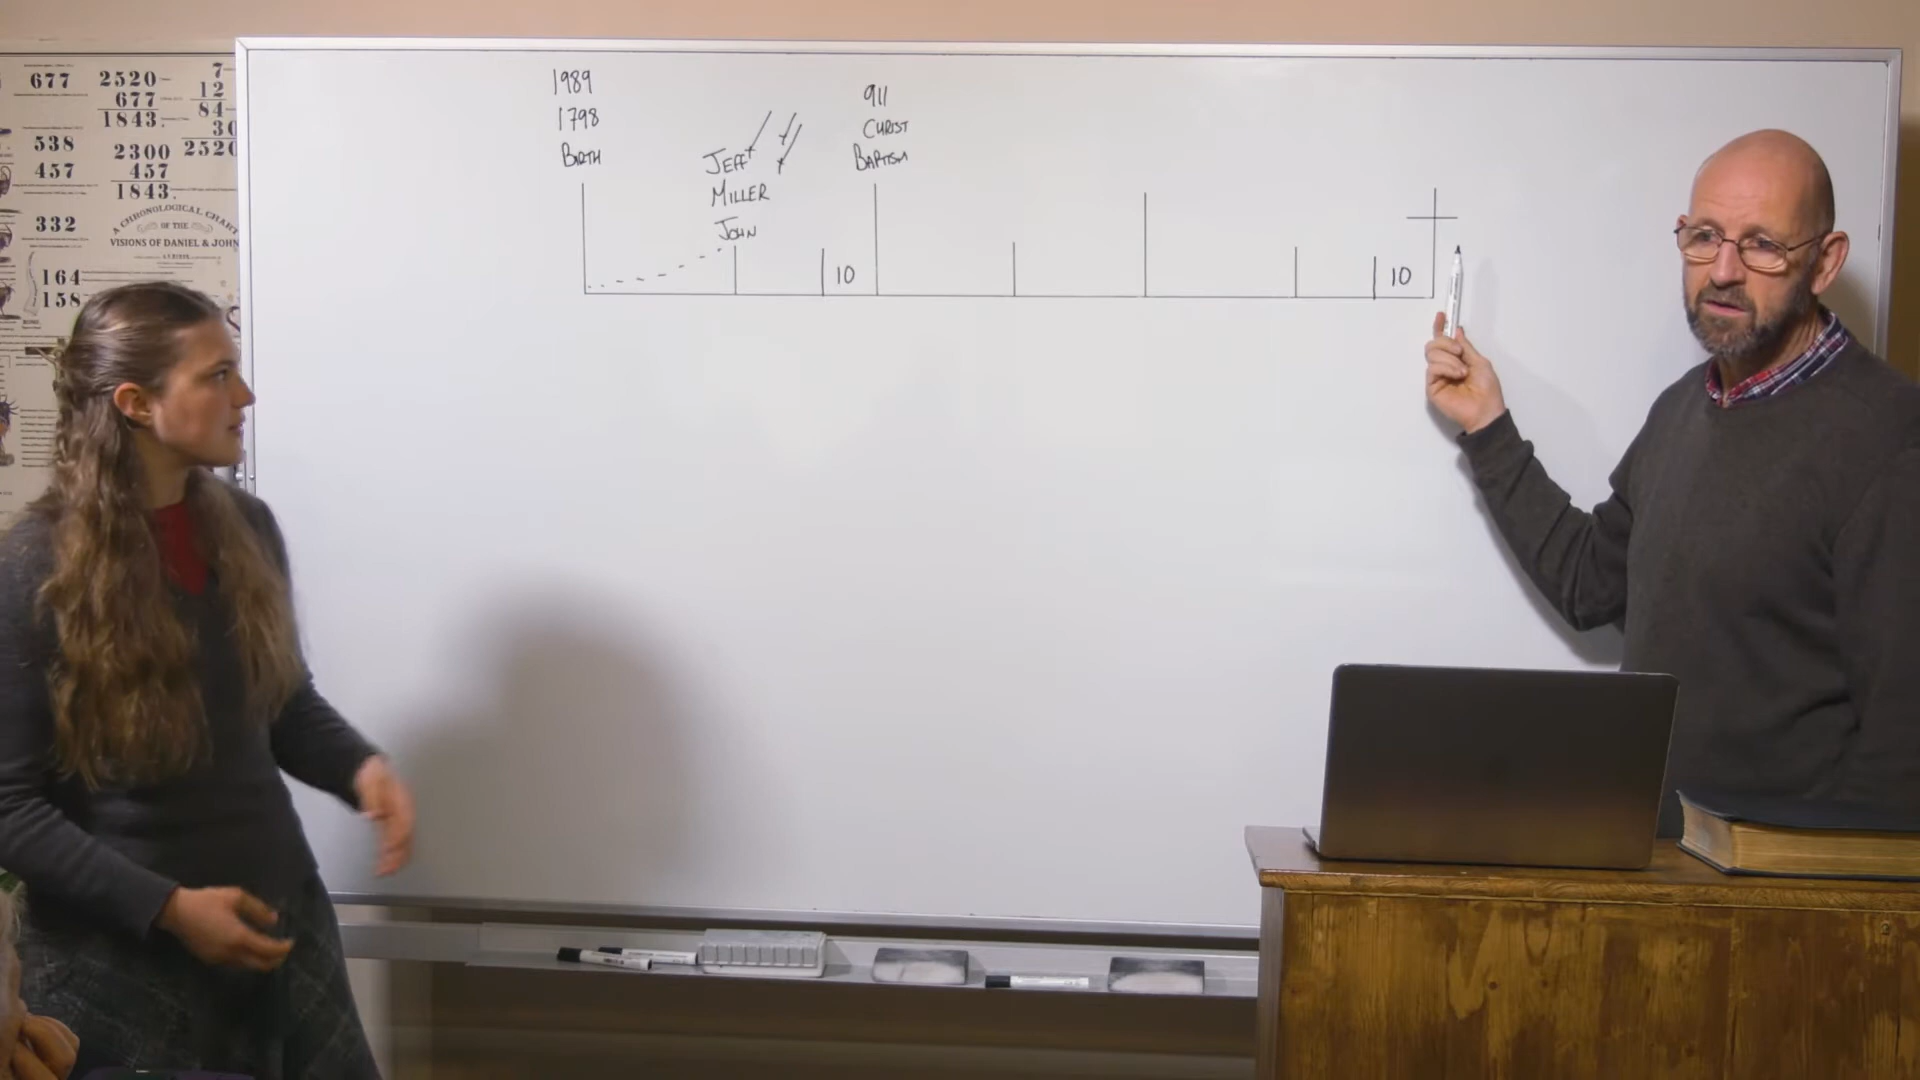 677
2520
677
1843.
7
12
84
30
2520
538
457
2300
457
1843.
332
A CHRONOLOGICAL CHART
OF THE
VISIONS OF DANIEL & JOHN
164
158
1989
1798
BIRTH
JEFF
MILLER
JOHN
911
CHRIST
BAPTISM
10
10